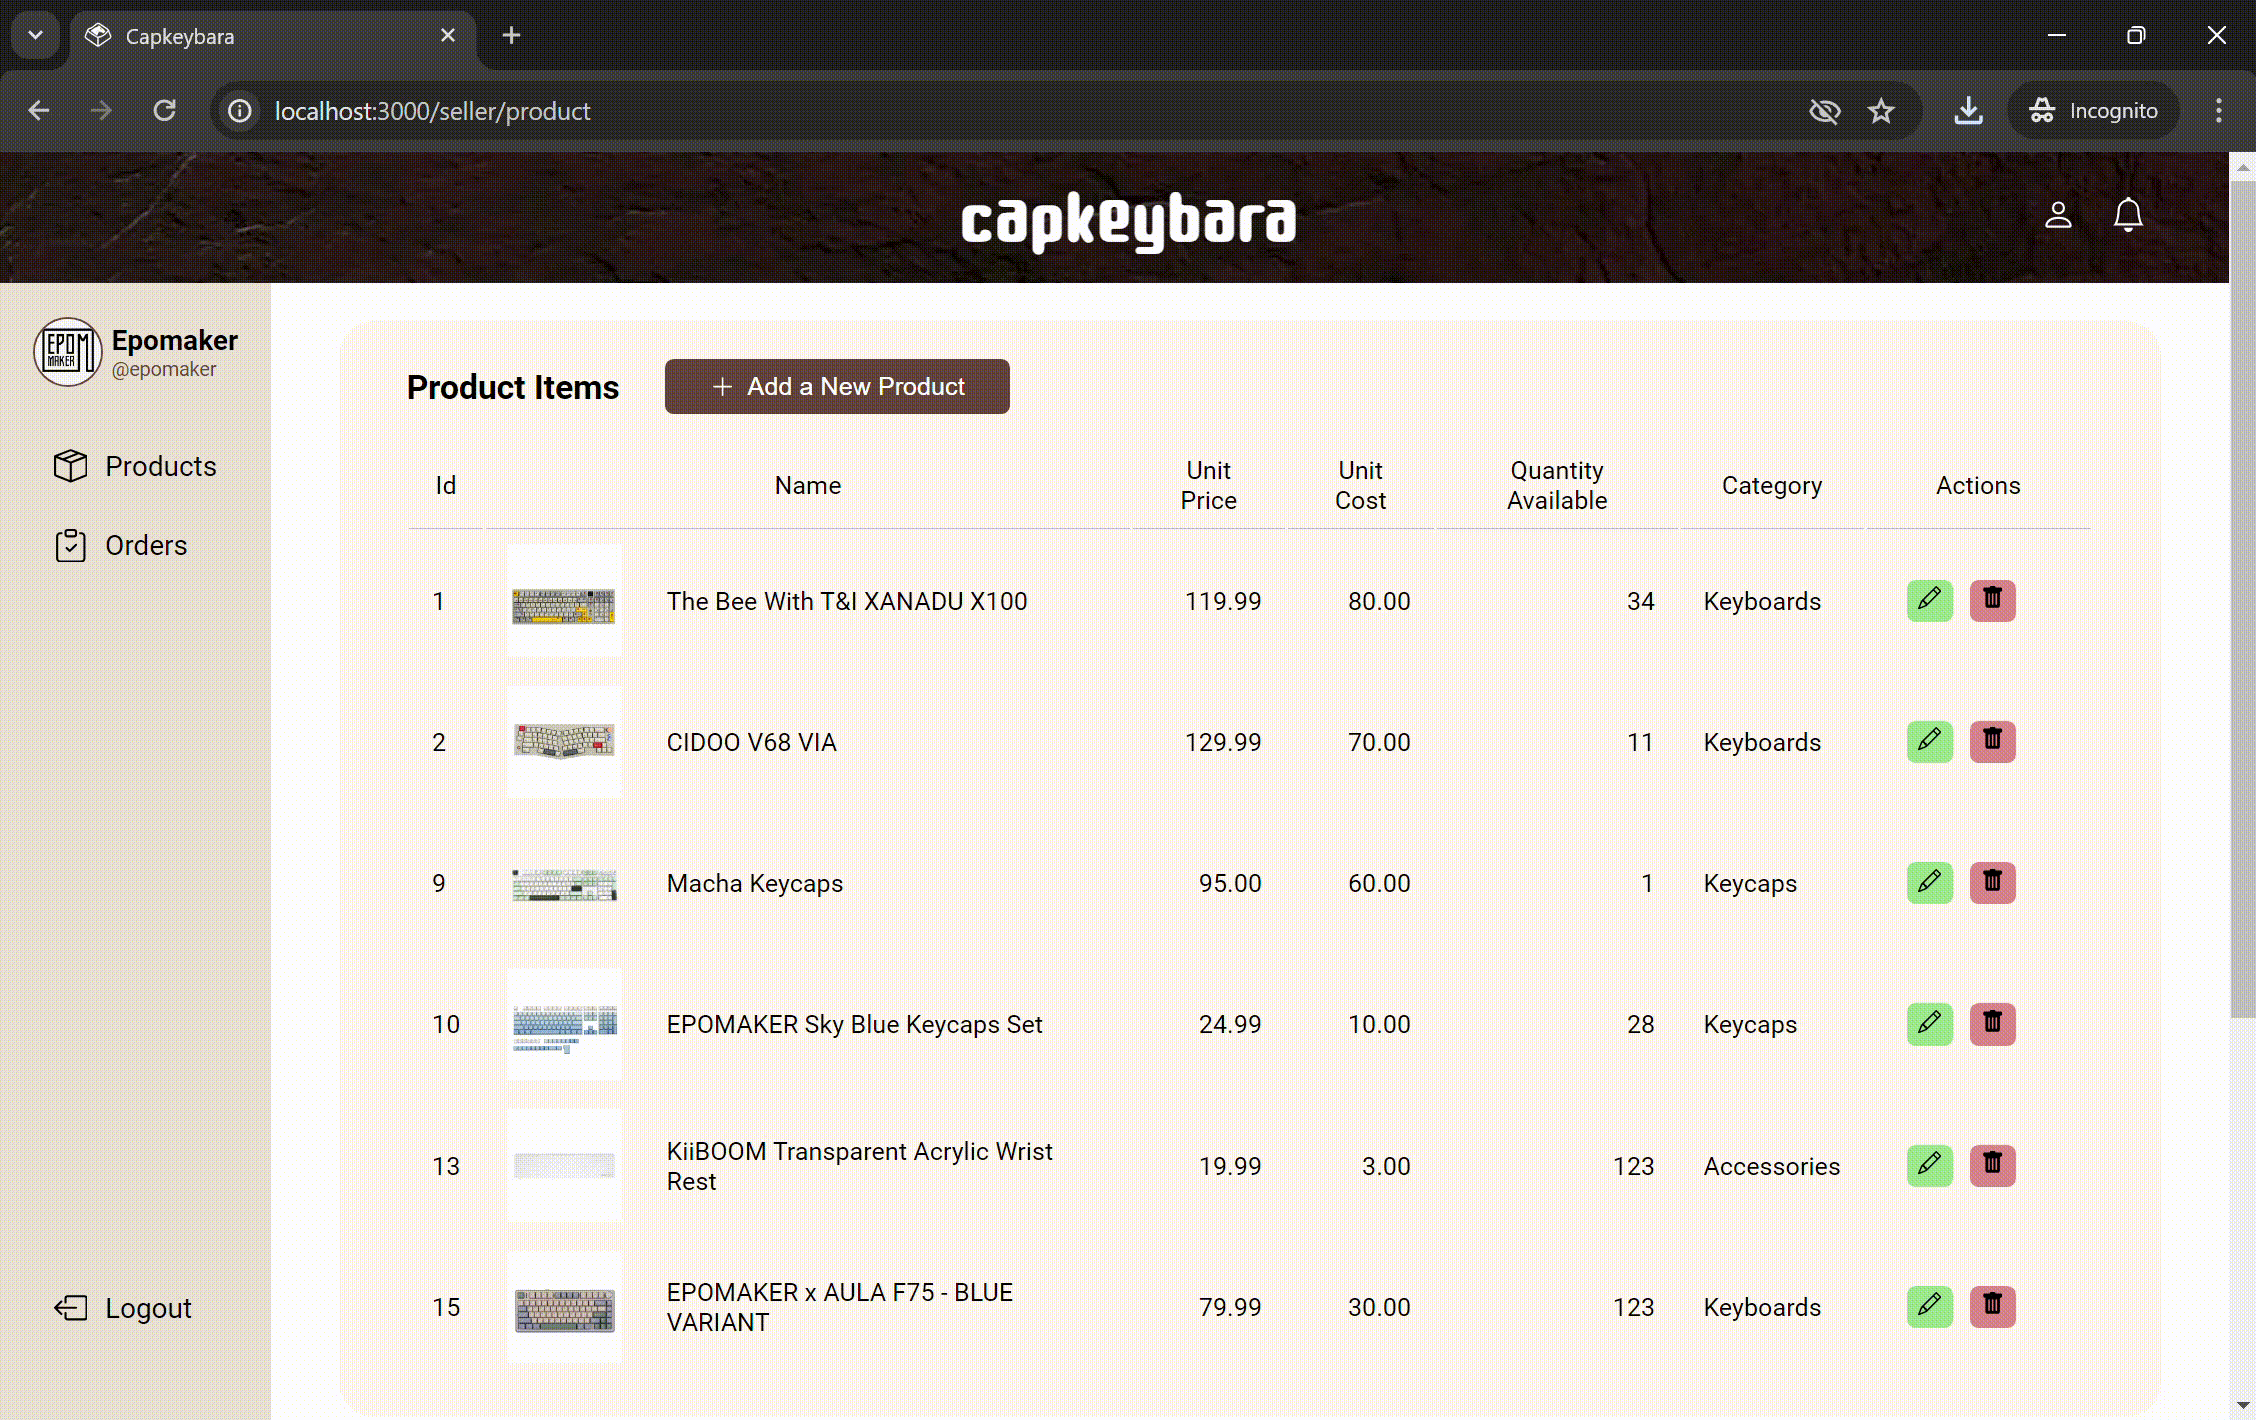 Capkeybara
localhost:3000/seller/product
Incognito
capkeybara
EPOM
MAKER
Epomaker
@epomaker
Products
Orders
Logout
Product Items
+ Add a New Product
Id Name Unit Price Unit Cost Quantity Available Category Actions
1 The Bee With T&I XANADU X100 119.99 80.00 34 Keyboards
2 CIDOO V68 VIA 129.99 70.00 11 Keyboards
9 Macha Keycaps 95.00 60.00 1 Keycaps
10 EPOMAKER Sky Blue Keycaps Set 24.99 10.00 28 Keycaps
13 KiiBOOM Transparent Acrylic Wrist Rest 19.99 3.00 123 Accessories
15 EPOMAKER x AULA F75 - BLUE VARIANT 79.99 30.00 123 Keyboards